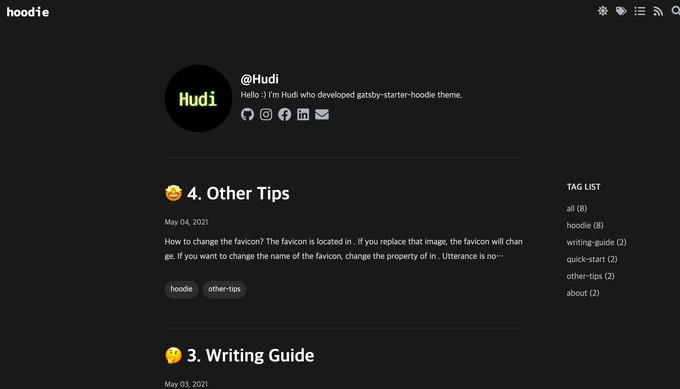 hoodie
Hudi
@Hudi
Hello :) I'm Hudi who developed gatsby-starter-hoodie theme.
🤩 4. Other Tips
May 04, 2021
How to change the favicon? The favicon is located in . If you replace that image, the favicon will chan
ge. If you want to change the name of the favicon, change the property of in . Utterance is no⋯
hoodie other-tips
🤔 3. Writing Guide
May 03, 2021
TAG LIST
all (8)
hoodie (8)
writing-guide (2)
quick-start (2)
other-tips (2)
about (2)